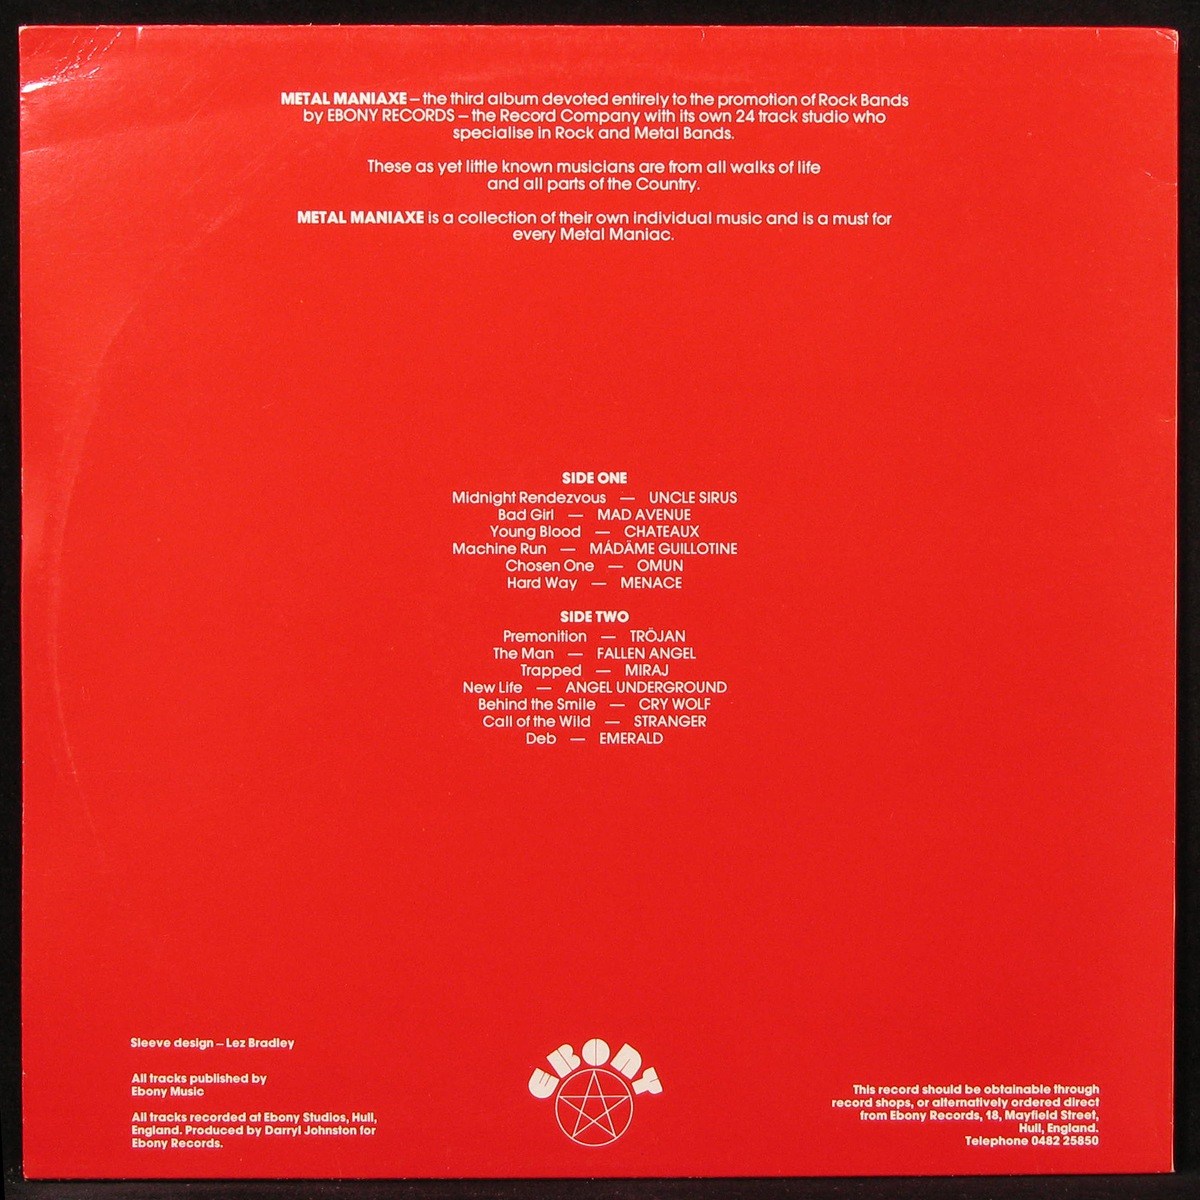 METAL MANIAXE – the third album devoted entirely to the promotion of Rock Bands
by EBONY RECORDS – the Record Company with its own 24 track studio who
specialise in Rock and Metal Bands.
These as yet little known musicians are from all walks of life
and all parts of the Country.
METAL MANIAXE is a collection of their own individual music and is a must for
every Metal Maniac.
SIDE ONE
Midnight Rendezvous — UNCLE SIRUS
Bad Girl — MAD AVENUE
Young Blood — CHATEAUX
Machine Run — MÁDÄME GUILLOTINE
Chosen One — OMUN
Hard Way — MENACE
SIDE TWO
Premonition — TRÖJAN
The Man — FALLEN ANGEL
Trapped — MIRAJ
New Life — ANGEL UNDERGROUND
Behind the Smile — CRY WOLF
Call of the Wild — STRANGER
Deb — EMERALD
Sleeve design – Lez Bradley
All tracks published by
Ebony Music
All tracks recorded at Ebony Studios, Hull,
England. Produced by Darryl Johnston for
Ebony Records.
EBONY
This record should be obtainable through
record shops, or alternatively ordered direct
from Ebony Records, 18, Mayfield Street,
Hull, England.
Telephone 0482 25850